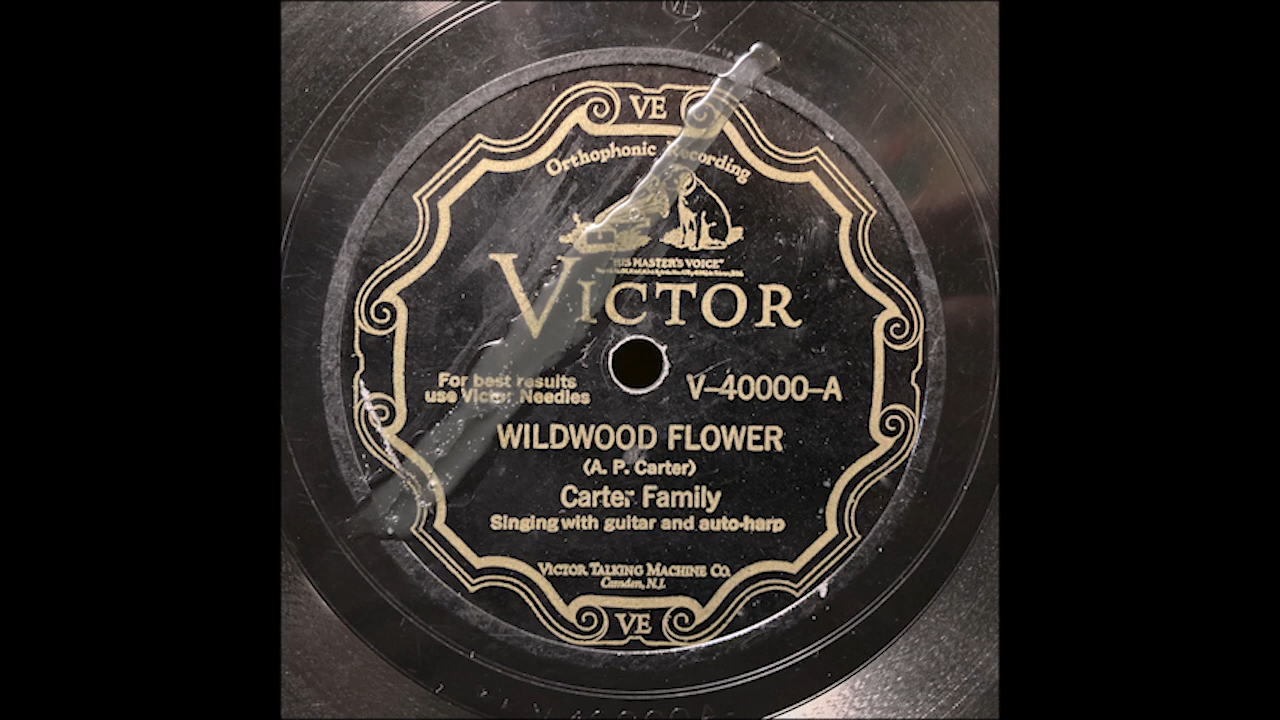 VE
Orthophonic Recording
"HIS MASTER'S VOICE"
VICTOR
For best results
use Victor Needles
V-40000-A
WILDWOOD FLOWER
(A. P. Carter)
Carter Family
Singing with guitar and auto-harp
VICTOR TALKING MACHINE CO.
Camden, N.J.
VE